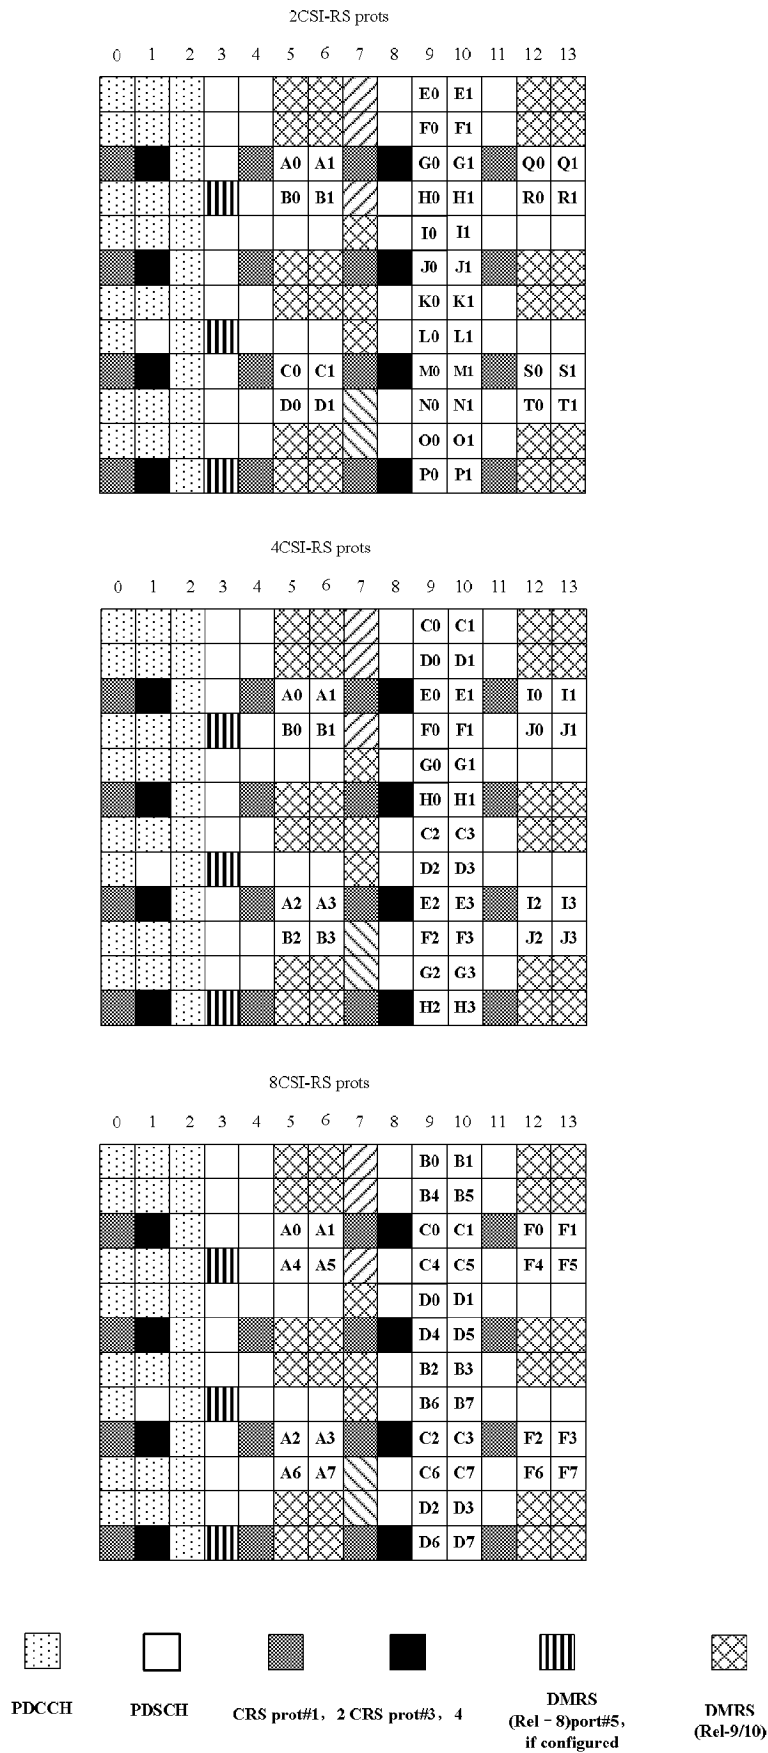 2CSI-RS prots
0 1 2 3 4 5 6 7 8 9 10 11 12 13
E0 E1
F0 F1
A0 A1 G0 G1 Q0 Q1
B0 B1 H0 H1 R0 R1
I0 I1
J0 J1
K0 K1
L0 L1
C0 C1 M0 M1 S0 S1
D0 D1 N0 N1 T0 T1
O0 O1
P0 P1
4CSI-RS prots
0 1 2 3 4 5 6 7 8 9 10 11 12 13
C0 C1
D0 D1
A0 A1 E0 E1 I0 I1
B0 B1 F0 F1 J0 J1
G0 G1
H0 H1
C2 C3
D2 D3
A2 A3 E2 E3 I2 I3
B2 B3 F2 F3 J2 J3
G2 G3
H2 H3
8CSI-RS prots
0 1 2 3 4 5 6 7 8 9 10 11 12 13
B0 B1
B4 B5
A0 A1 C0 C1 F0 F1
A4 A5 C4 C5 F4 F5
D0 D1
D4 D5
B2 B3
B6 B7
A2 A3 C2 C3 F2 F3
A6 A7 C6 C7 F6 F7
D2 D3
D6 D7
PDCCH
PDSCH
CRS prot#1, 2
CRS prot#3, 4
DMRS
(Rel-8)port#5,
if configured
DMRS
(Rel-9/10)